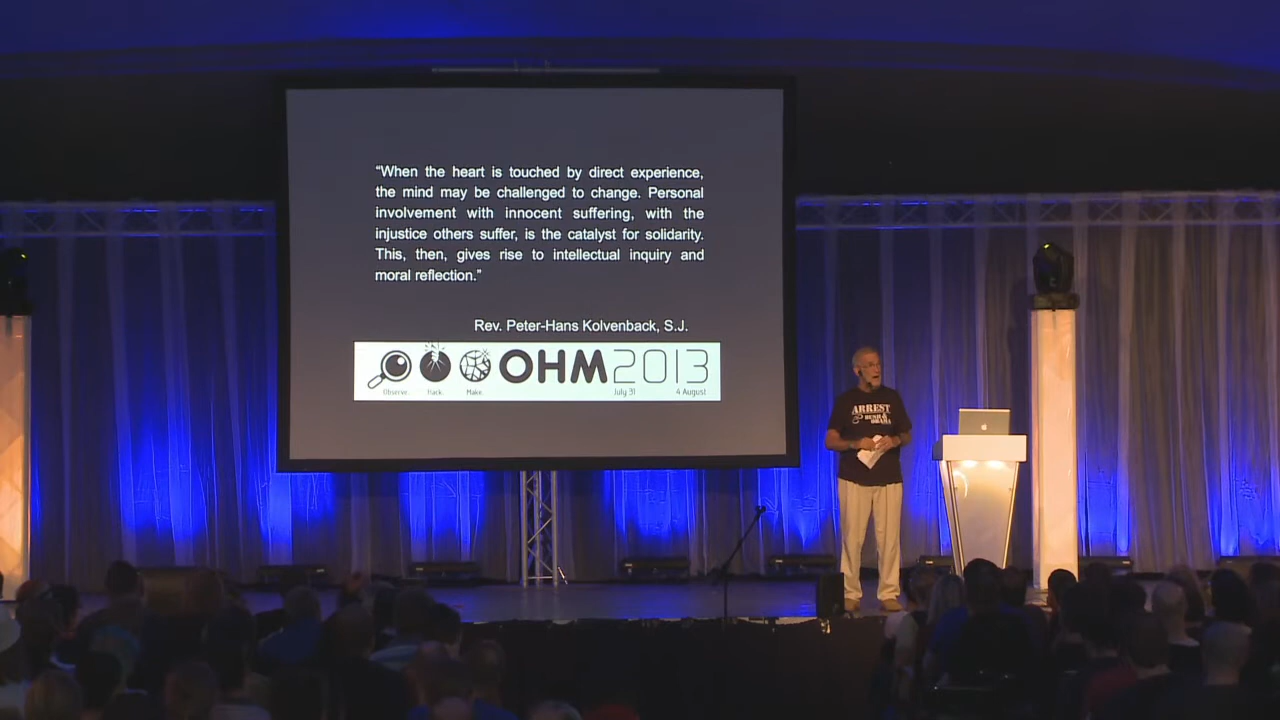 “When the heart is touched by direct experience,
the mind may be challenged to change. Personal
involvement with innocent suffering, with the
injustice others suffer, is the catalyst for solidarity.
This, then, gives rise to intellectual inquiry and
moral reflection.”
Rev. Peter-Hans Kolvenback, S.J.
OHM2013
Observe. Hack. Make. July 31 4 August
ARREST
BUSH &
OBAMA